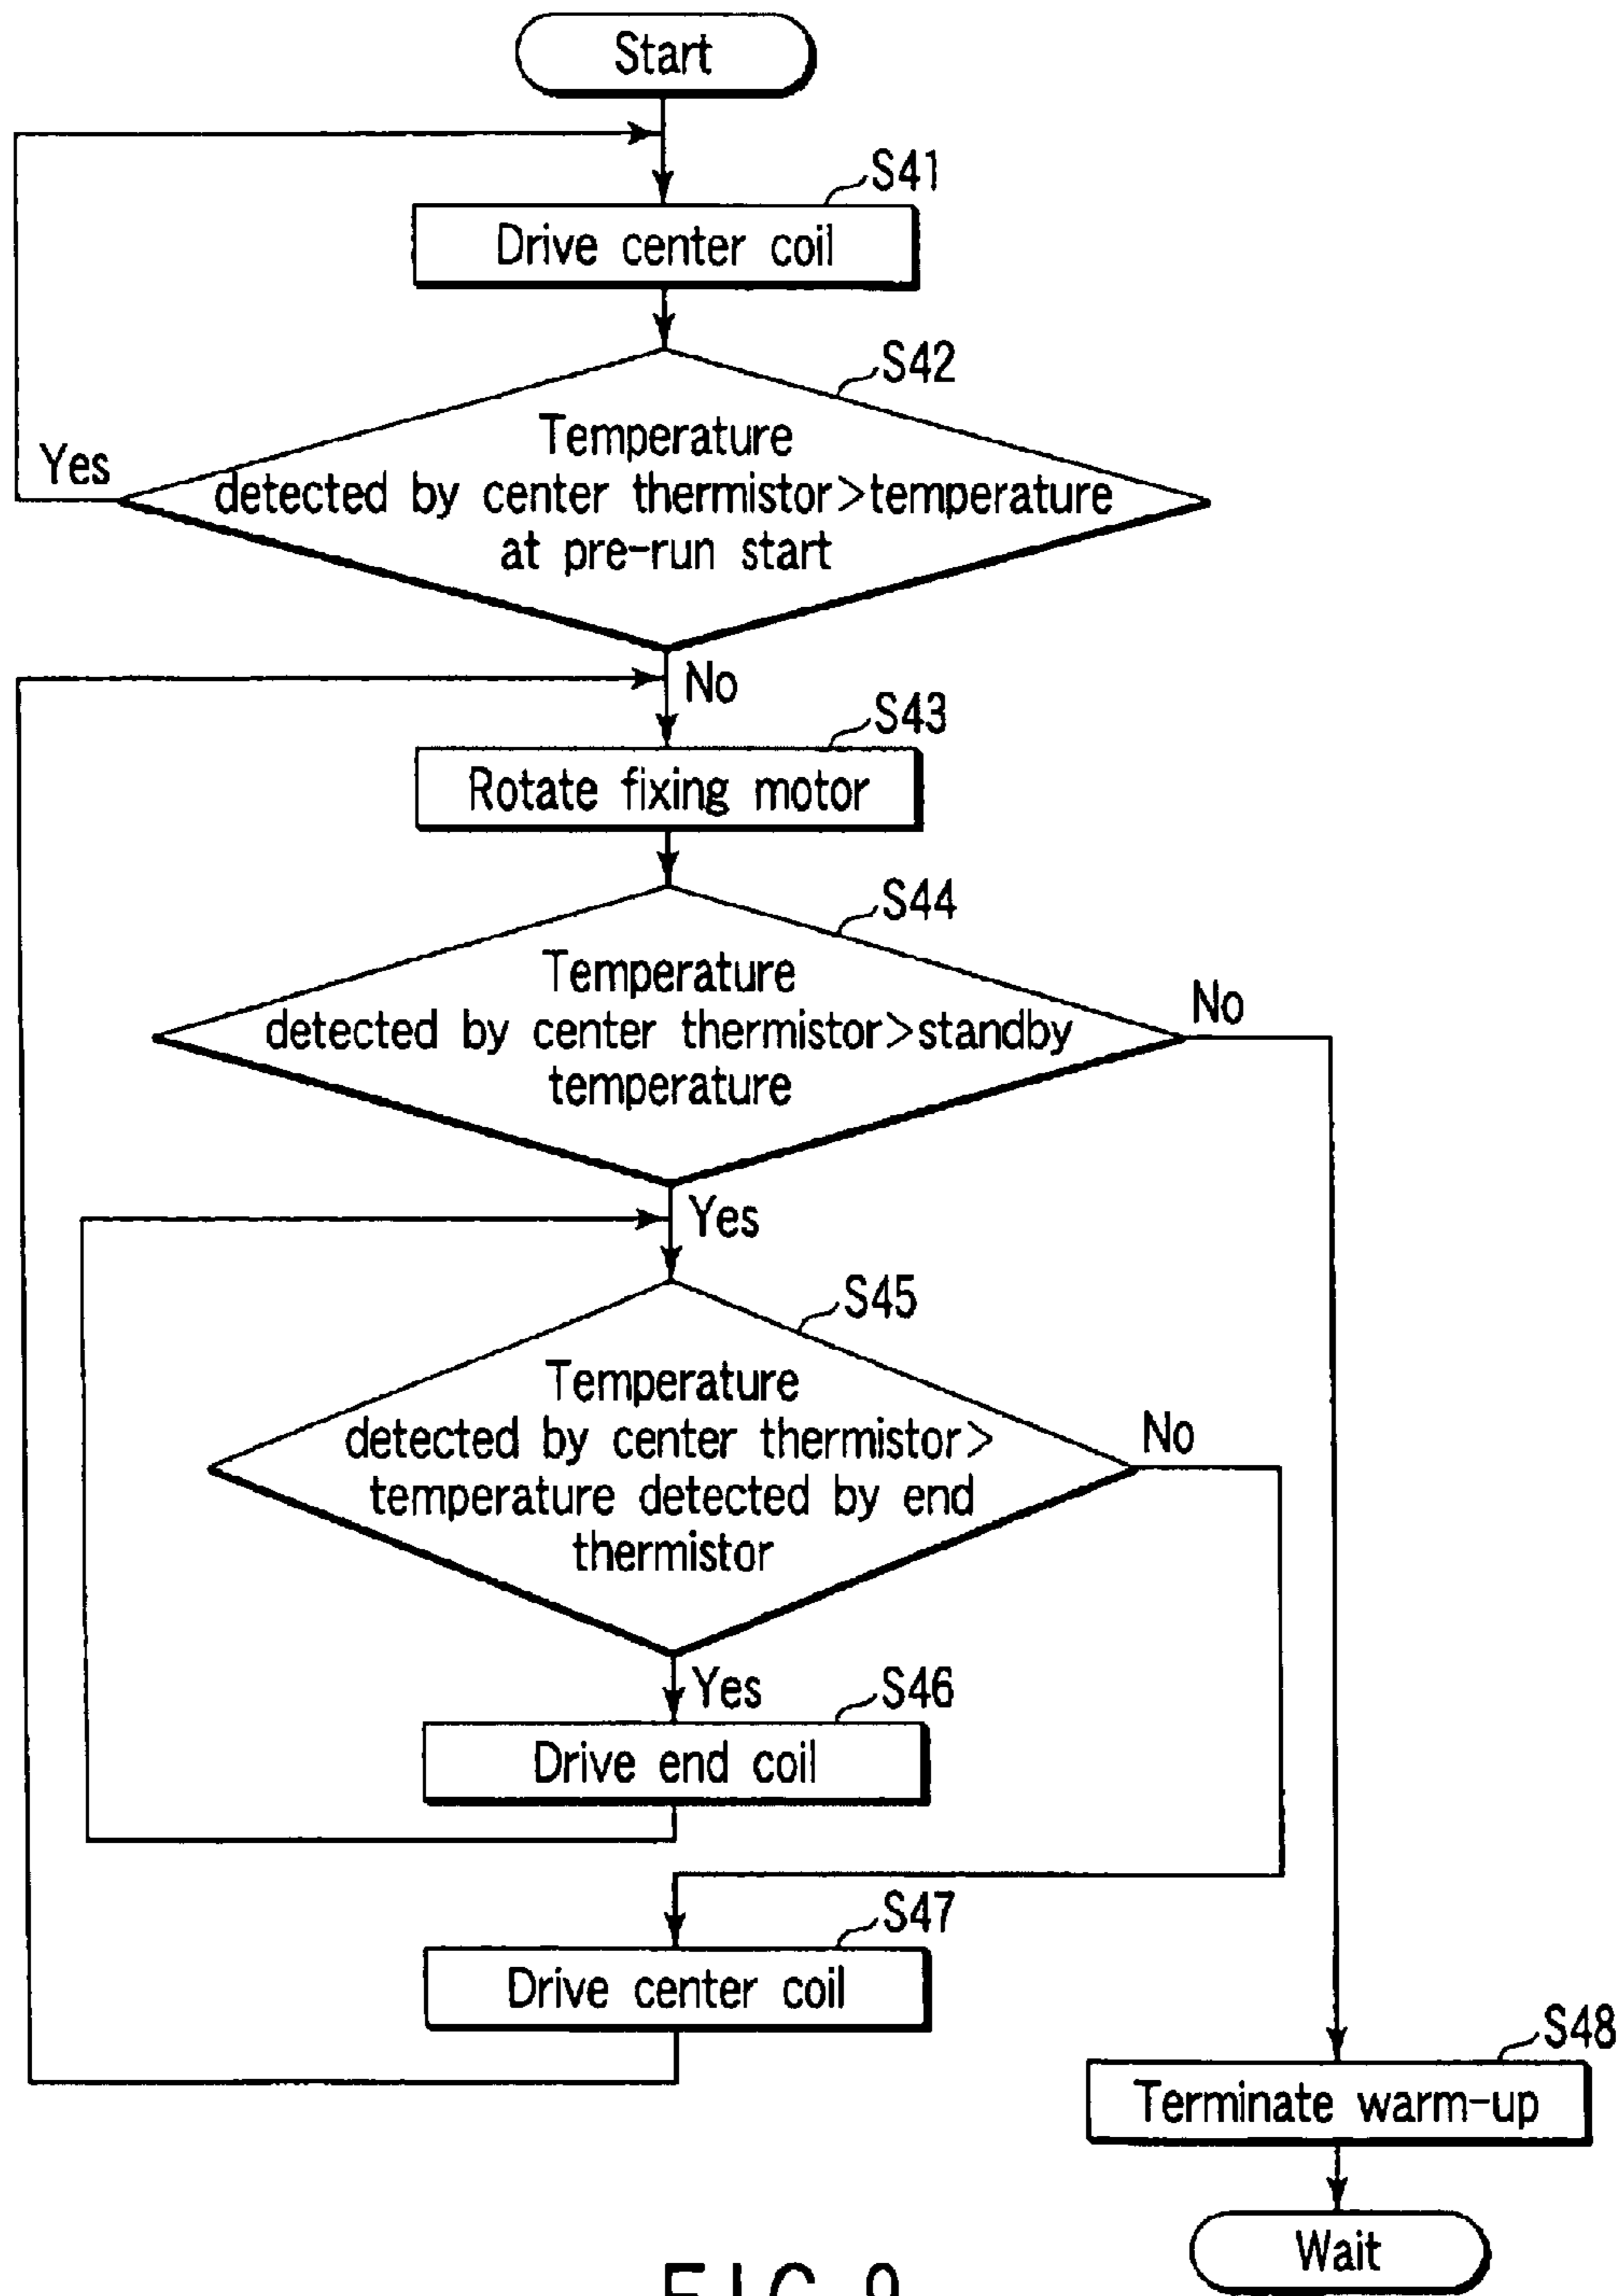 Start
S41
Drive center coil
S42
Temperature
detected by center thermistor>temperature
at pre-run start
Yes
No
S43
Rotate fixing motor
S44
Temperature
detected by center thermistor>standby
temperature
No
Yes
S45
Temperature
detected by center thermistor>
temperature detected by end
thermistor
No
Yes
S46
Drive end coil
S47
Drive center coil
S48
Terminate warm-up
Wait
FIG. 9